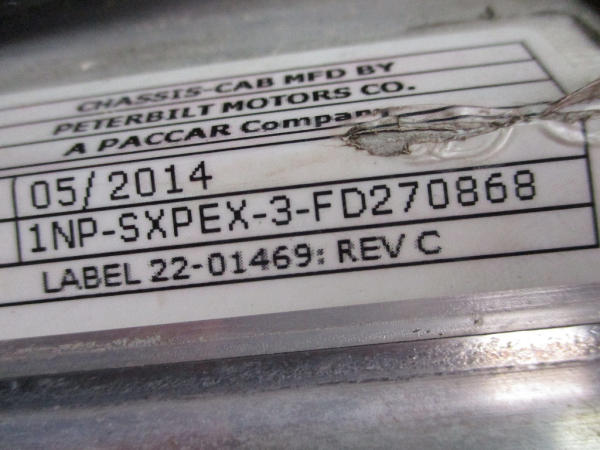 CHASSIS-CAB MFD BY
PETERBILT MOTORS CO.
A PACCAR Company
05/2014
1NP-SXPEX-3-FD270868
LABEL 22-01469: REV C